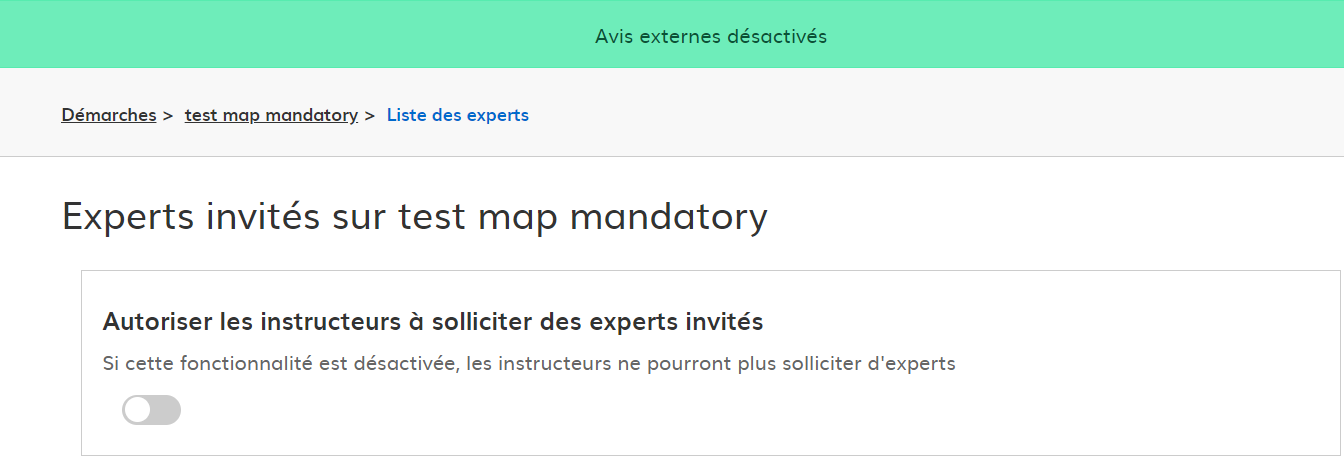 Avis externes désactivés
Démarches > test map mandatory > Liste des experts
Experts invités sur test map mandatory
Autoriser les instructeurs à solliciter des experts invités
Si cette fonctionnalité est désactivée, les instructeurs ne pourront plus solliciter d'experts